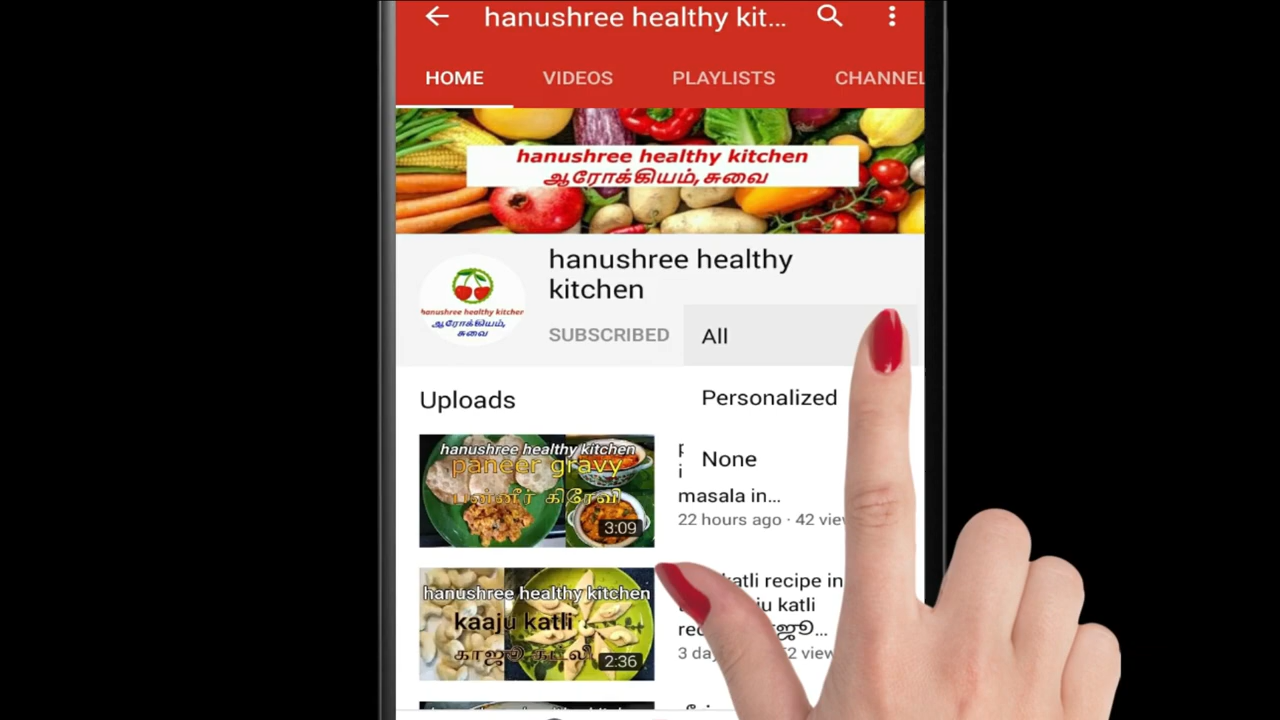 hanushree healthy kit...
HOME VIDEOS PLAYLISTS CHANNEL
hanushree healthy kitchen
ஆரோக்கியம்,சுவை
hanushree healthy
kitchen
hanushree healthy kitchen
ஆரோக்கியம்,
சுவை
SUBSCRIBED
All
Personalized
None
Uploads
hanushree healthy kitchen
paneer gravy
பன்னீர் கிரேவி
3:09
masala in...
22 hours ago · 42
hanushree healthy kitchen
kaaju katli
காஜூ கட்லி
2:36
katli recipe in
katli
3